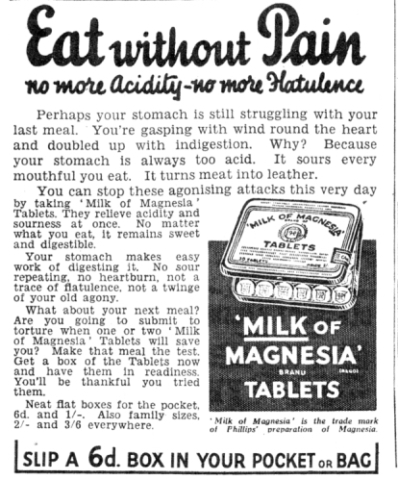 Eat without Pain
no more Acidity-no more Flatulence
Perhaps your stomach is still struggling with your
last meal. You're gasping with wind round the heart
and doubled up with indigestion. Why? Because
your stomach is always too acid. It sours every
mouthful you eat. It turns meat into leather.
You can stop these agonising attacks this very day
by taking 'Milk of Magnesia'
Tablets. They relieve acidity and
sourness at once. No matter
what you eat, it remains sweet
and digestible.
Your stomach makes easy
work of digesting it. No sour
repeating, no heartburn, not a
trace of flatulence, not a twinge
of your old agony.
What about your next meal?
Are you going to submit to
torture when one or two 'Milk
of Magnesia' Tablets will save
you? Make that meal the test.
Get a box of the Tablets now
and have them in readiness.
You'll be thankful you tried
them.
Neat flat boxes for the pocket,
6d. and 1/-. Also family sizes,
2/- and 3/6 everywhere.
'MILK OF MAGNESIA'
TABLETS
'MILK OF
MAGNESIA'
BRAND
TABLETS
'Milk of Magnesia' is the trade mark
of Phillips' preparation of Magnesia.
SLIP A 6d. BOX IN YOUR POCKET OR BAG